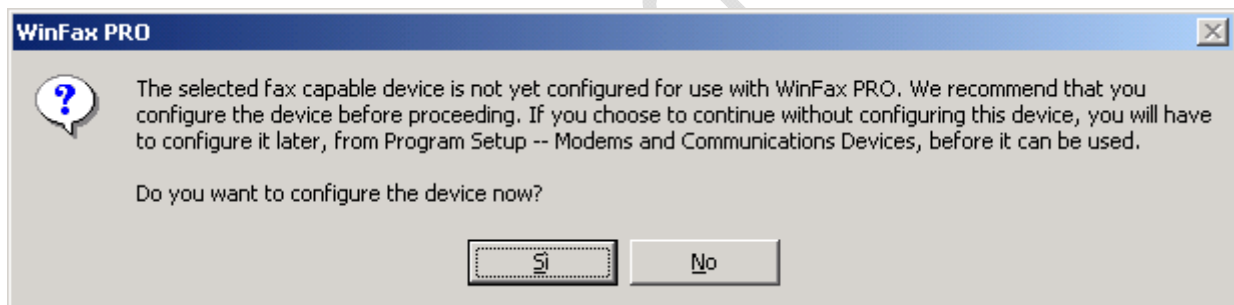 WinFax PRO
The selected fax capable device is not yet configured for use with WinFax PRO. We recommend that you
configure the device before proceeding. If you choose to continue without configuring this device, you will have
to configure it later, from Program Setup -- Modems and Communications Devices, before it can be used.
Do you want to configure the device now?
Sì No